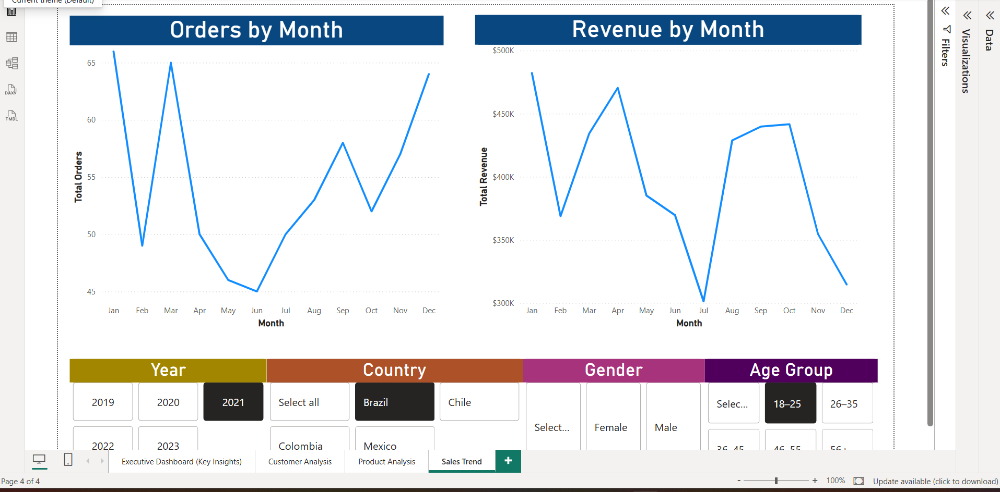 Current theme (Default)
Orders by Month
Revenue by Month
65
60
55
50
45
Total Orders
Jan Feb Mar Apr May Jun Jul Aug Sep Oct Nov Dec
Month
$500K
$450K
$400K
$350K
$300K
Total Revenue
Jan Feb Mar Apr May Jun Jul Aug Sep Oct Nov Dec
Month
Filters
Visualizations
Data
DAX
TMDL
Year
2019 2020 2021
2022 2023
Country
Select all Brazil Chile
Colombia Mexico
Gender
Select... Female Male
Age Group
Selec... 18–25 26–35
36–45 46–55 56+
Executive Dashboard (Key Insights) Customer Analysis Product Analysis Sales Trend
Page 4 of 4
- + 100% Update available (click to download)